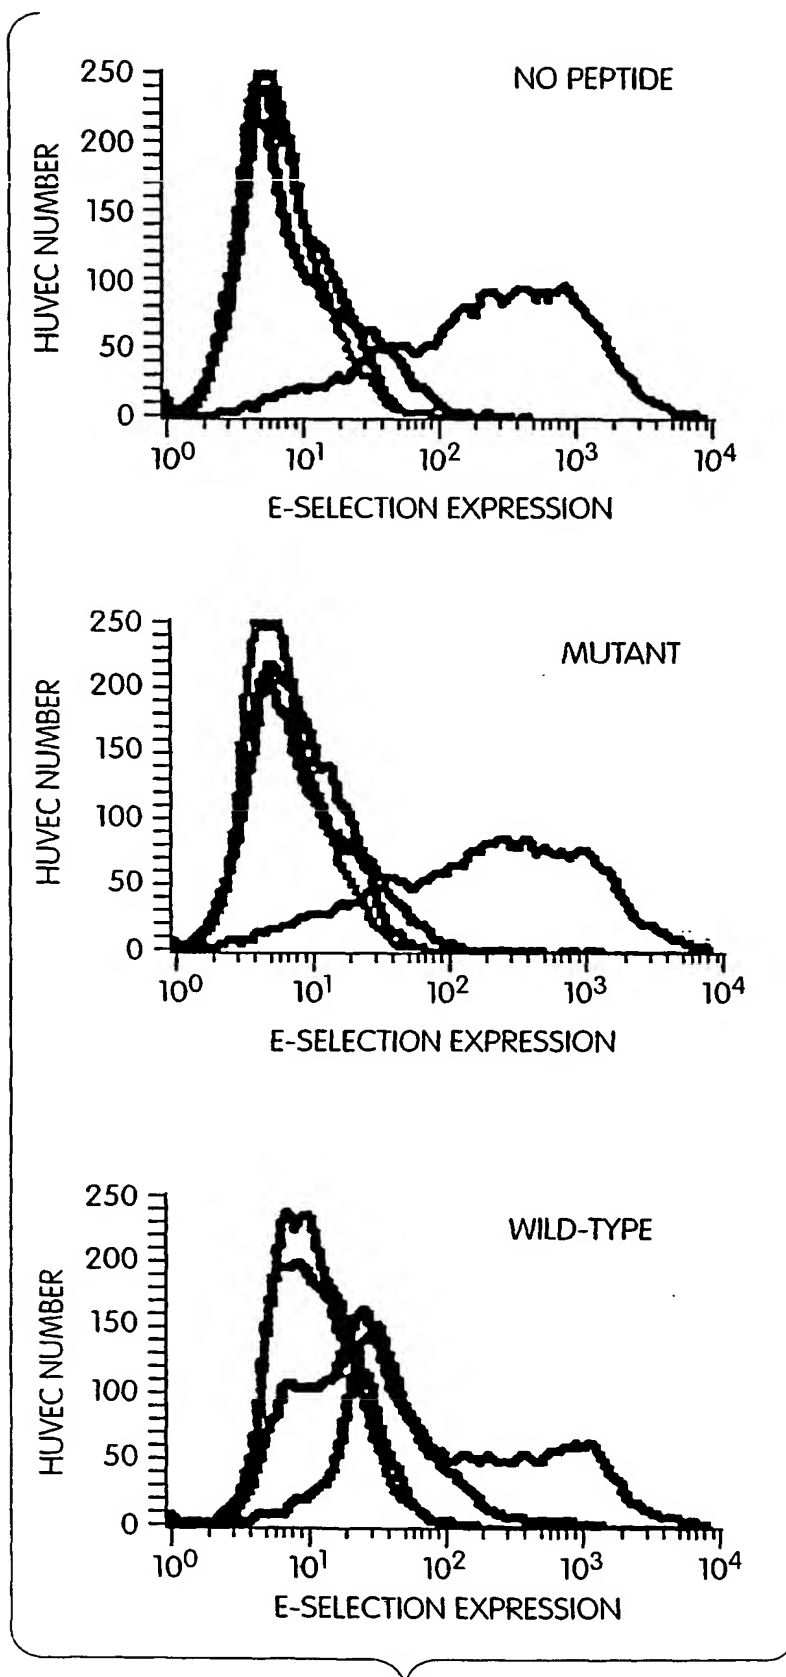 NO PEPTIDE
250
200
150
100
50
0
HUVEC NUMBER
10⁰ 10¹ 10² 10³ 10⁴
E-SELECTION EXPRESSION
MUTANT
250
200
150
100
50
0
HUVEC NUMBER
10⁰ 10¹ 10² 10³ 10⁴
E-SELECTION EXPRESSION
WILD-TYPE
250
200
150
100
50
0
HUVEC NUMBER
10⁰ 10¹ 10² 10³ 10⁴
E-SELECTION EXPRESSION